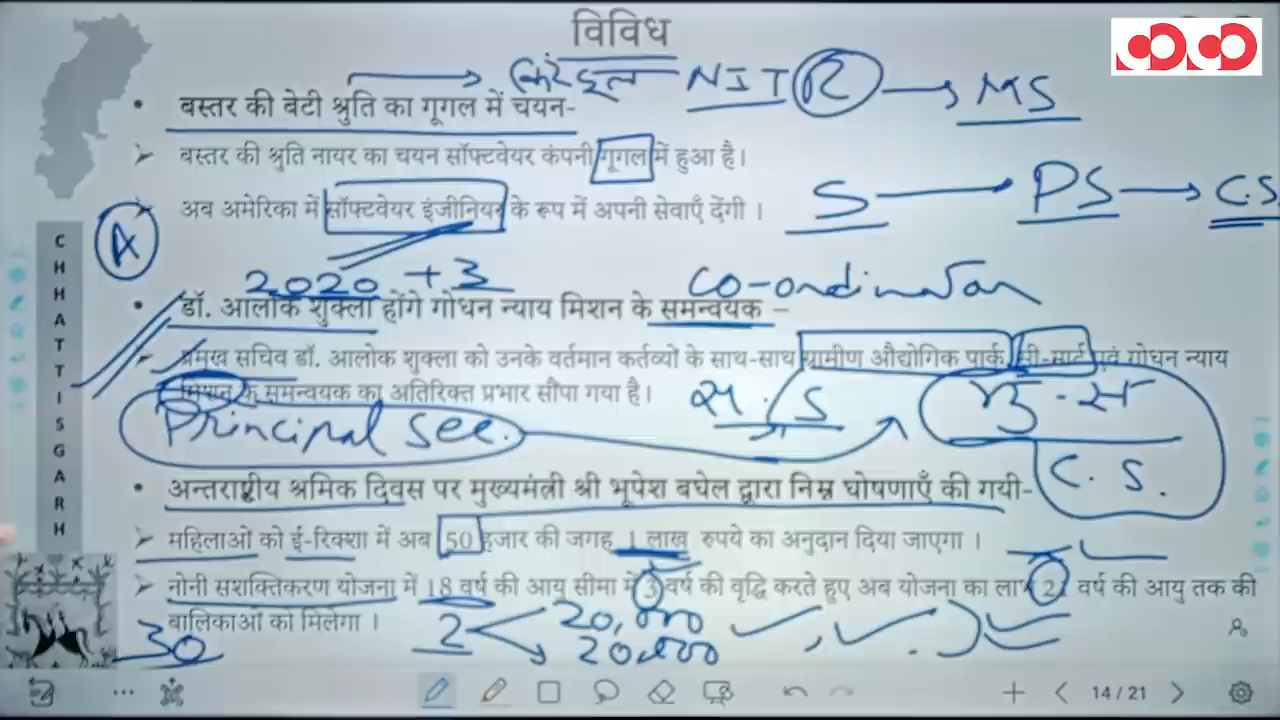 विविध
केरल NIT R → MS
• बस्तर की बेटी श्रुति का गूगल में चयन-
➢ बस्तर की श्रुति नायर का चयन सॉफ्टवेयर कंपनी गूगल में हुआ है।
S → PS → C.S.
➢ अब अमेरिका में सॉफ्टवेयर इंजीनियर के रूप में अपनी सेवाएँ देंगी ।
A
2020 + 3 Co-ordinator
• डॉ. आलोक शुक्ला होंगे गोधन न्याय मिशन के समन्वयक –
➢ प्रमुख सचिव डॉ. आलोक शुक्ला को उनके वर्तमान कर्तव्यों के साथ-साथ ग्रामीण औद्योगिक पार्क, सी-मार्ट एवं गोधन न्याय
मिशन के समन्वयक का अतिरिक्त प्रभार सौंपा गया है।
स. / S मु-स
Principal Sec.
C. S.
• अन्तराष्ट्रीय श्रमिक दिवस पर मुख्यमंत्री श्री भूपेश बघेल द्वारा निम्न घोषणाएँ की गयी-
➢ महिलाओं को ई-रिक्शा में अब 50 हजार की जगह 1 लाख रुपये का अनुदान दिया जाएगा ।
➢ नोनी सशक्तिकरण योजना में 18 वर्ष की आयु सीमा में 3 वर्ष की वृद्धि करते हुए अब योजना का लाभ 21 वर्ष की आयु तक की
बालिकाओं को मिलेगा ।
30 2 20,000
20,000
CHHATTISGARH
14 / 21